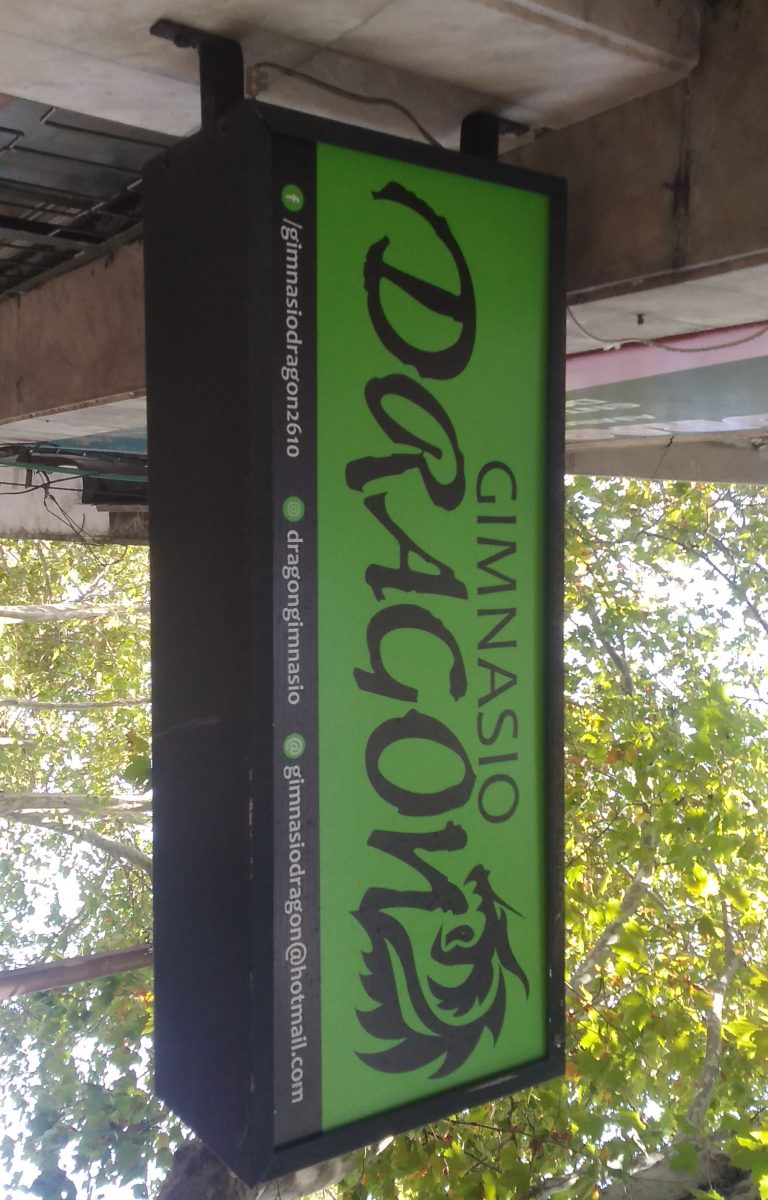 GIMNASIO
DRAGON
/gimnasiodragon2610 dragongimnasio @ gimnasiodragon@hotmail.com